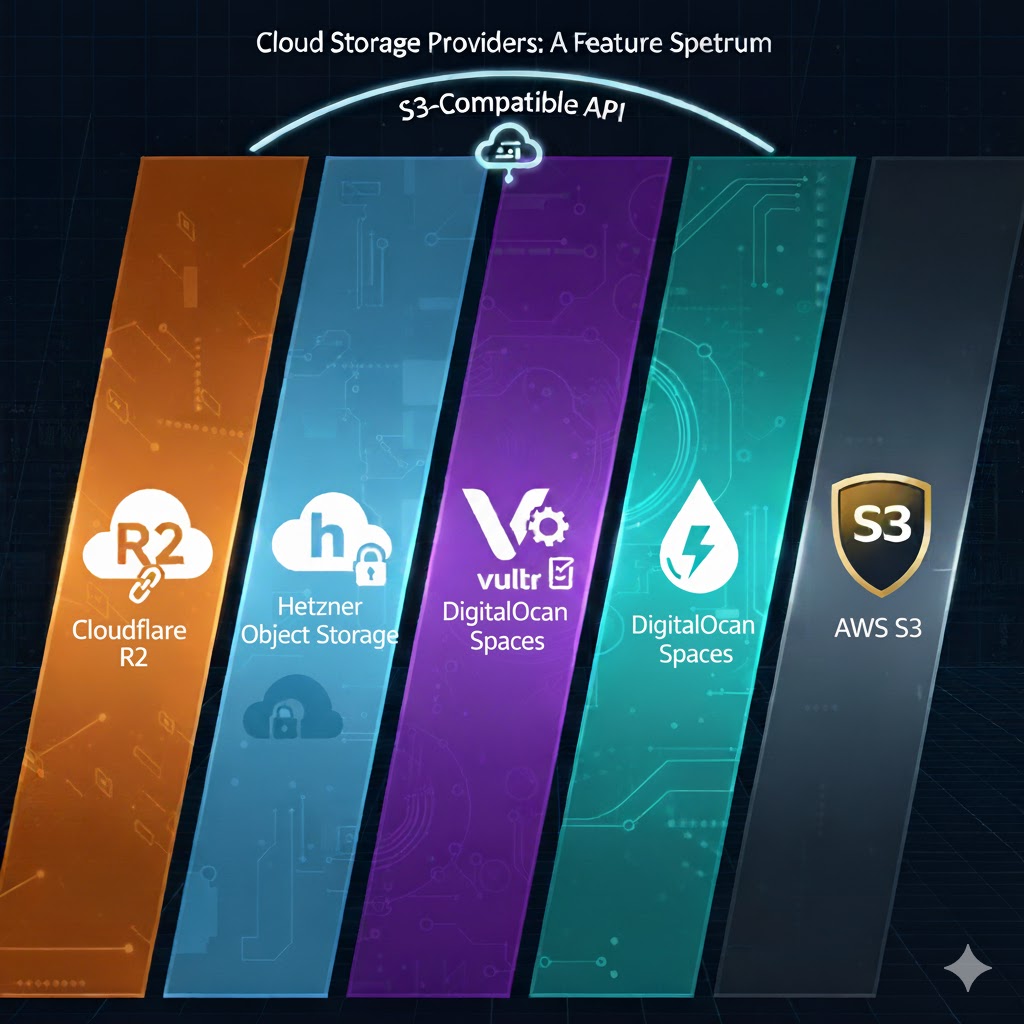 Cloud Storage Providers: A Feature Spetrum
S3-Compatible API
R2
Cloudflare
R2
h
Hetzner
Object Storage
vultr
DigitalOcan
Spaces
DigitalOcan
Spaces
S3
AWS S3